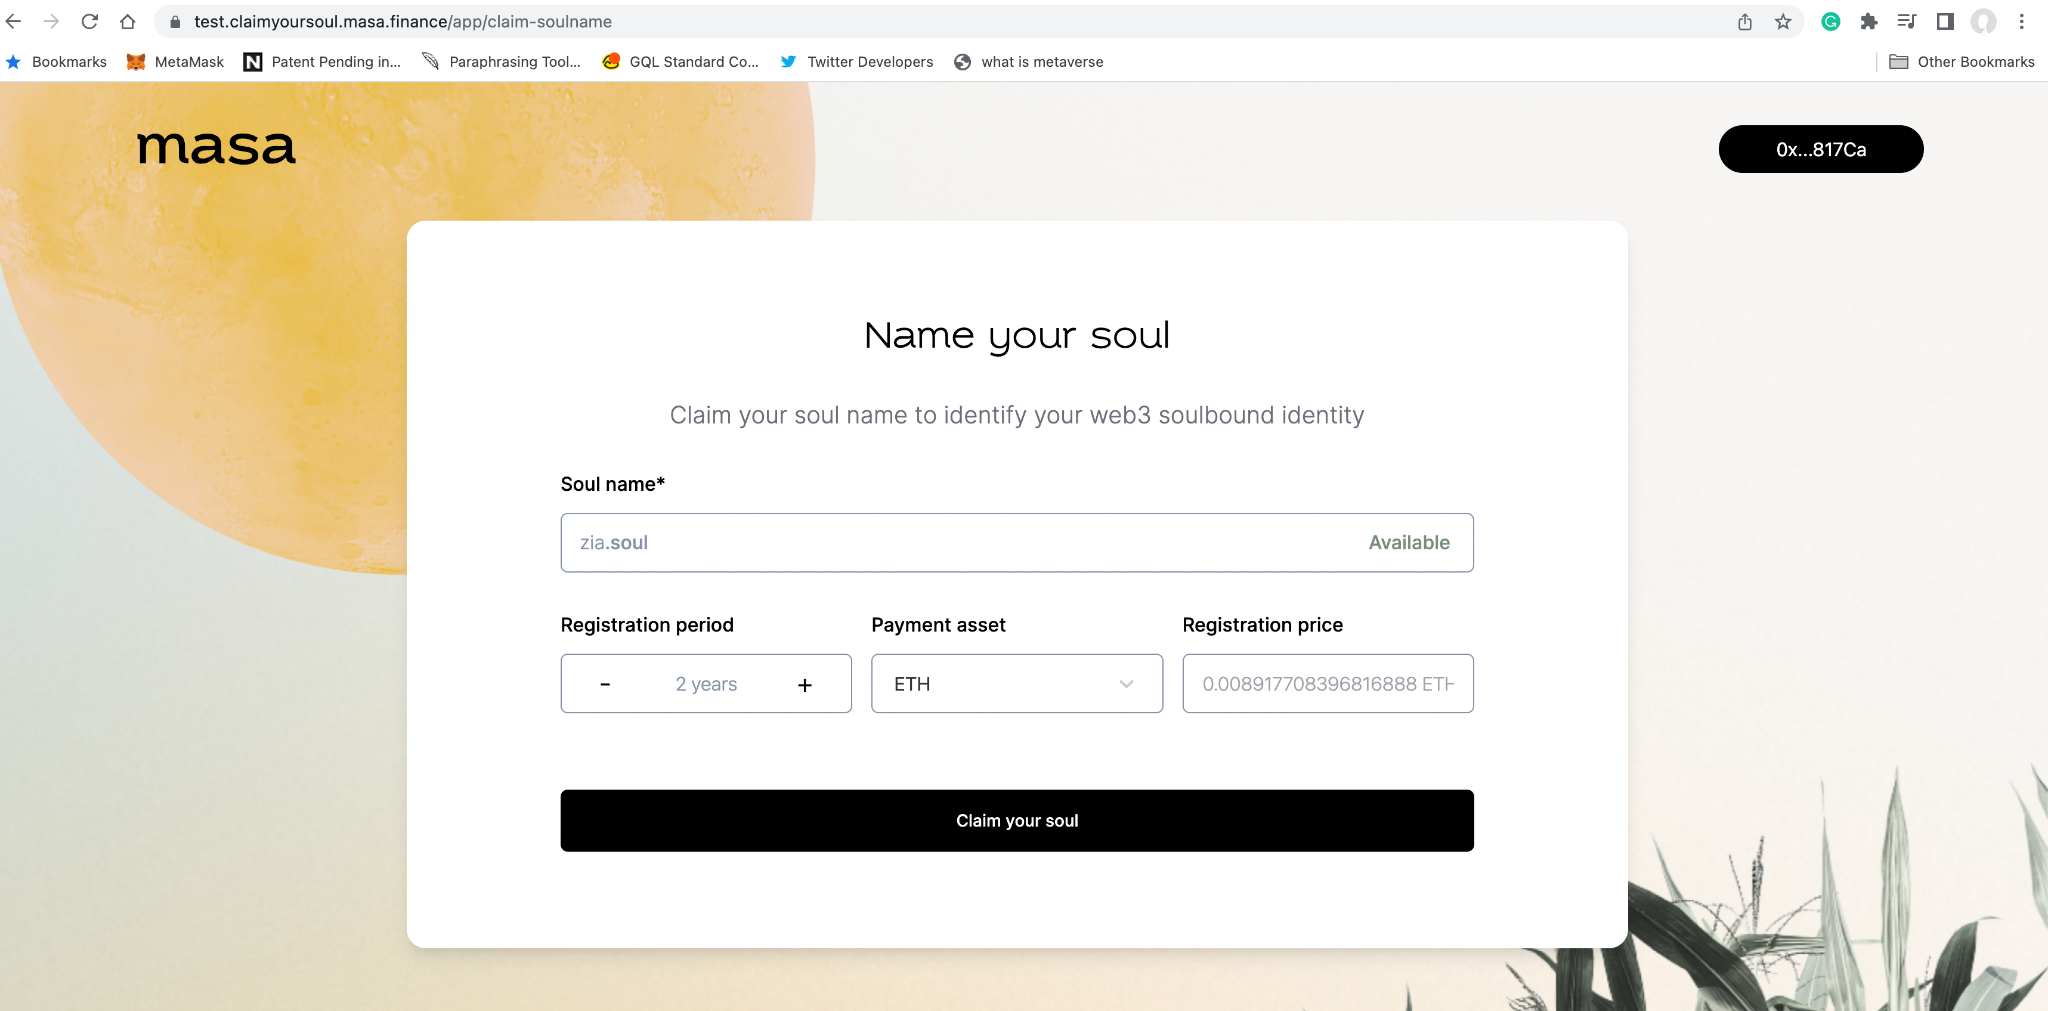 test.claimyoursoul.masa.finance/app/claim-soulname
Bookmarks MetaMask Patent Pending in... Paraphrasing Tool... GQL Standard Co... Twitter Developers what is metaverse Other Bookmarks
masa
0x...817Ca
Name your soul
Claim your soul name to identify your web3 soulbound identity
Soul name*
zia.soul Available
Registration period Payment asset Registration price
- 2 years + ETH 0.008917708396816888 ETH
Claim your soul